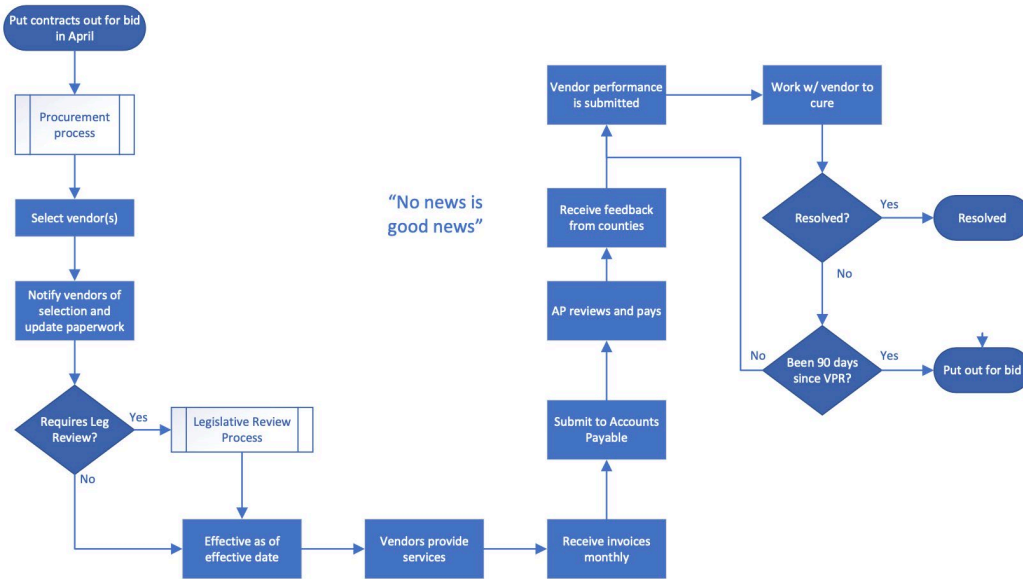 Put contracts out for bid
in April
Procurement
process
Select vendor(s)
Notify vendors of
selection and
update paperwork
Requires Leg
Review?
Yes
No
Legislative Review
Process
Effective as of
effective date
Vendors provide
services
Receive invoices
monthly
Submit to Accounts
Payable
AP reviews and pays
Receive feedback
from counties
"No news is
good news"
Vendor performance
is submitted
Work w/ vendor to
cure
Resolved?
Yes
Resolved
No
Been 90 days
since VPR?
No
Yes
Put out for bid